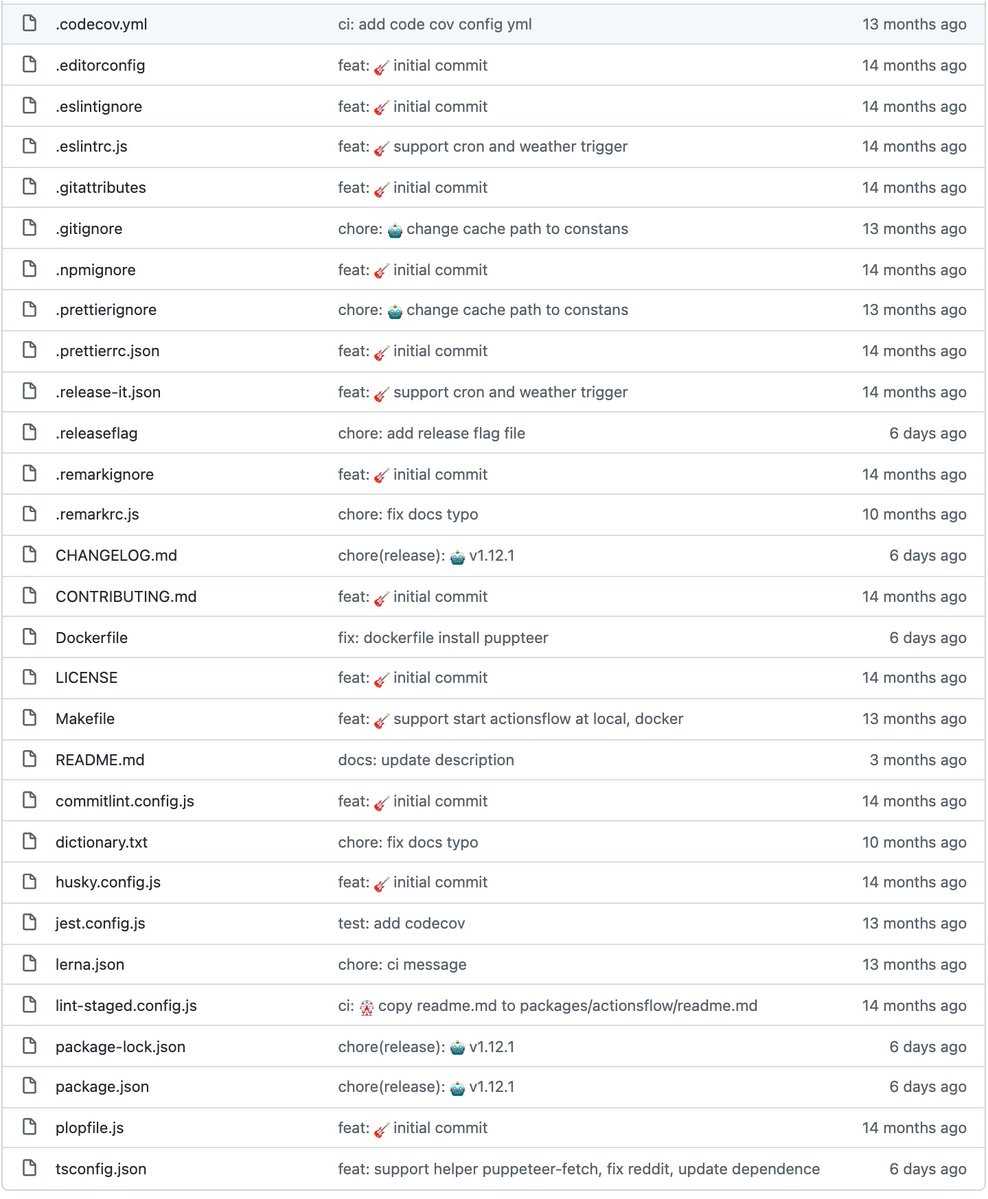 .codecov.yml ci: add code cov config yml 13 months ago
.editorconfig feat: 🎸 initial commit 14 months ago
.eslintignore feat: 🎸 initial commit 14 months ago
.eslintrc.js feat: 🎸 support cron and weather trigger 14 months ago
.gitattributes feat: 🎸 initial commit 14 months ago
.gitignore chore: 🤖 change cache path to constans 13 months ago
.npmignore feat: 🎸 initial commit 14 months ago
.prettierignore chore: 🤖 change cache path to constans 13 months ago
.prettierrc.json feat: 🎸 initial commit 14 months ago
.release-it.json feat: 🎸 support cron and weather trigger 14 months ago
.releaseflag chore: add release flag file 6 days ago
.remarkignore feat: 🎸 initial commit 14 months ago
.remarkrc.js chore: fix docs typo 10 months ago
CHANGELOG.md chore(release): 🤖 v1.12.1 6 days ago
CONTRIBUTING.md feat: 🎸 initial commit 14 months ago
Dockerfile fix: dockerfile install puppteer 6 days ago
LICENSE feat: 🎸 initial commit 14 months ago
Makefile feat: 🎸 support start actionsflow at local, docker 13 months ago
README.md docs: update description 3 months ago
commitlint.config.js feat: 🎸 initial commit 14 months ago
dictionary.txt chore: fix docs typo 10 months ago
husky.config.js feat: 🎸 initial commit 14 months ago
jest.config.js test: add codecov 13 months ago
lerna.json chore: ci message 13 months ago
lint-staged.config.js ci: 🎡 copy readme.md to packages/actionsflow/readme.md 14 months ago
package-lock.json chore(release): 🤖 v1.12.1 6 days ago
package.json chore(release): 🤖 v1.12.1 6 days ago
plopfile.js feat: 🎸 initial commit 14 months ago
tsconfig.json feat: support helper puppeteer-fetch, fix reddit, update dependence 6 days ago